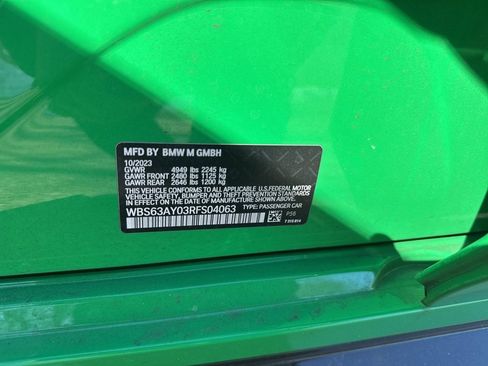 MFD BY BMW M GMBH
10/2023
GVWR 4949 lbs 2245 kg
GAWR FRONT 2480 lbs 1125 kg
GAWR REAR 2646 lbs 1200 kg
THIS VEHICLE CONFORMS TO ALL APPLICABLE U.S. FEDERAL MOTOR
VEHICLE SAFETY, BUMPER, AND THEFT PREVENTION STANDARDS
IN EFFECT ON THE DATE OF MANUFACTURE SHOWN ABOVE.
WBS63AY03RFS04063 TYPE: PASSENGER CAR
P56